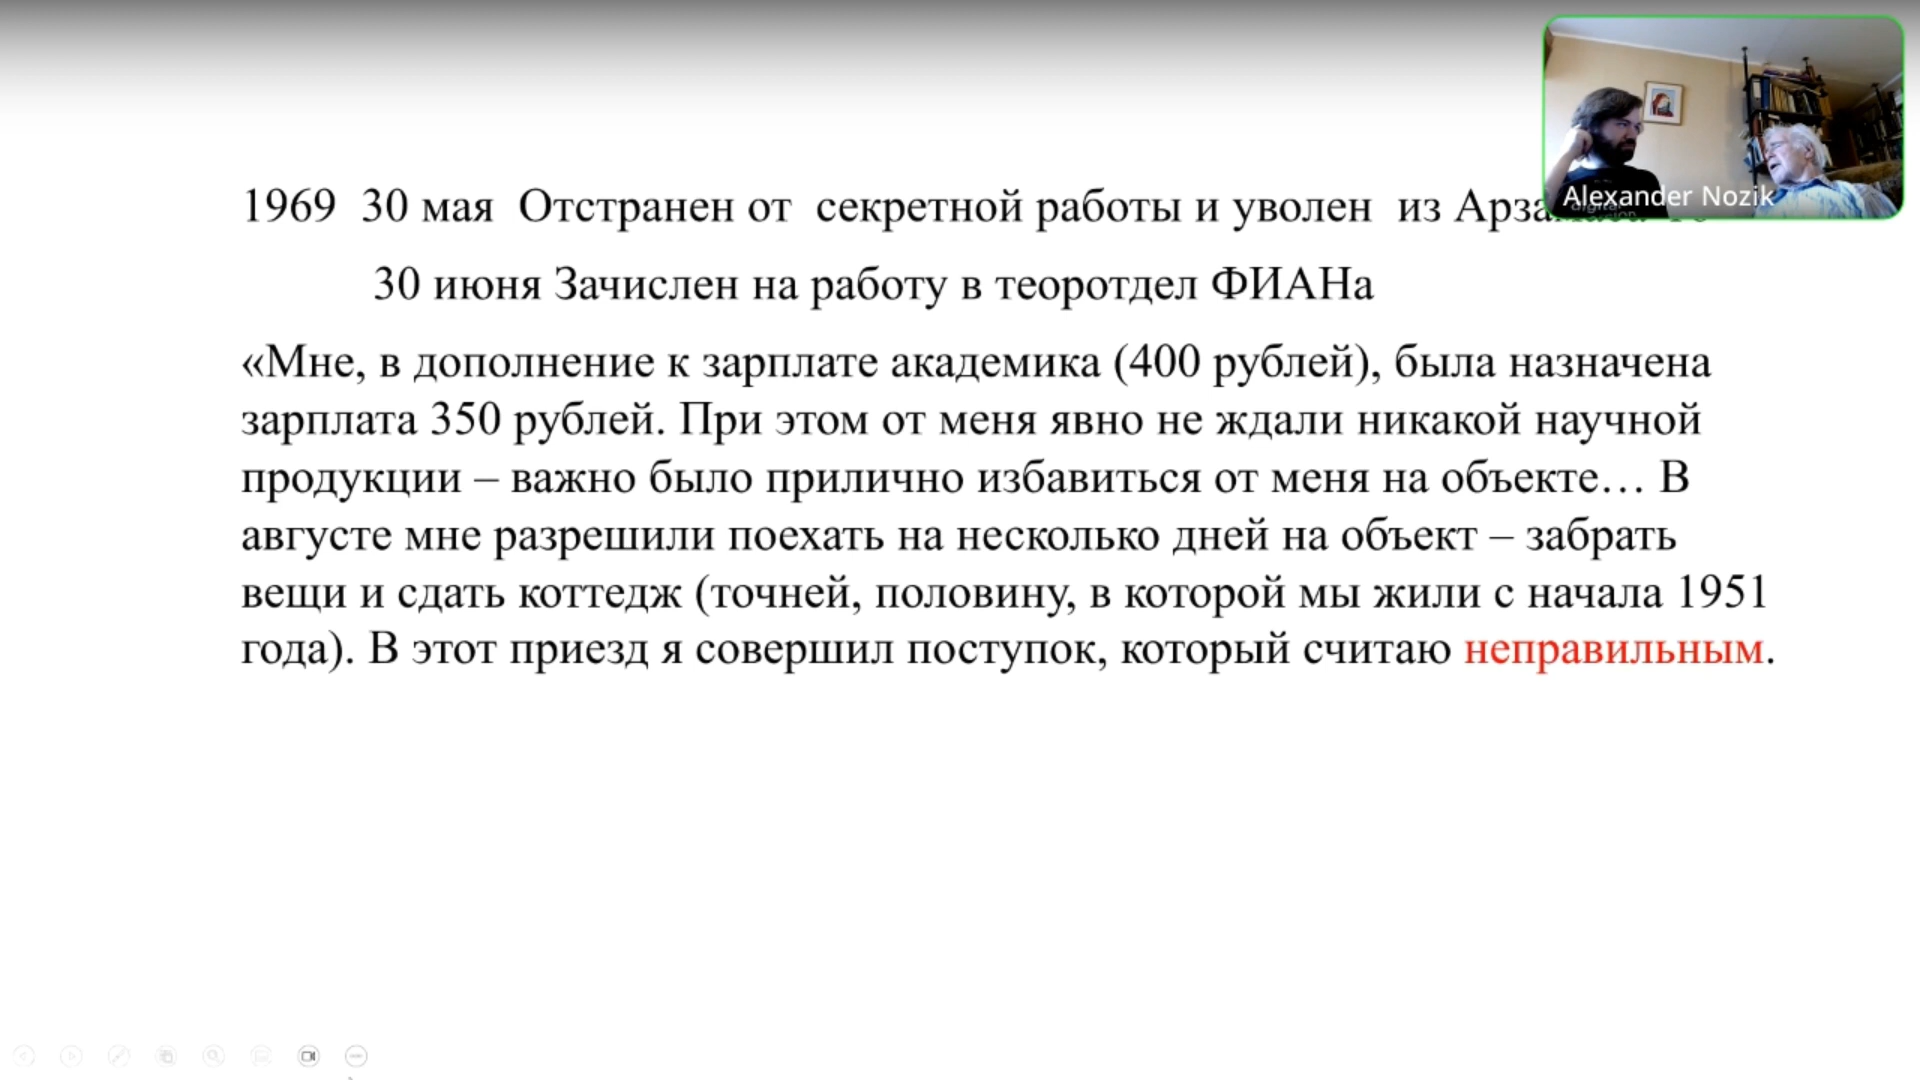 Alexander Nozik
1969 30 мая Отстранен от секретной работы и уволен из
30 июня Зачислен на работу в теоротдел ФИАНа
«Мне, в дополнение к зарплате академика (400 рублей), была назначена
зарплата 350 рублей. При этом от меня явно не ждали никакой научной
продукции – важно было прилично избавиться от меня на объекте… В
августе мне разрешили поехать на несколько дней на объект – забрать
вещи и сдать коттедж (точней, половину, в которой мы жили с начала 1951
года). В этот приезд я совершил поступок, который считаю неправильным.